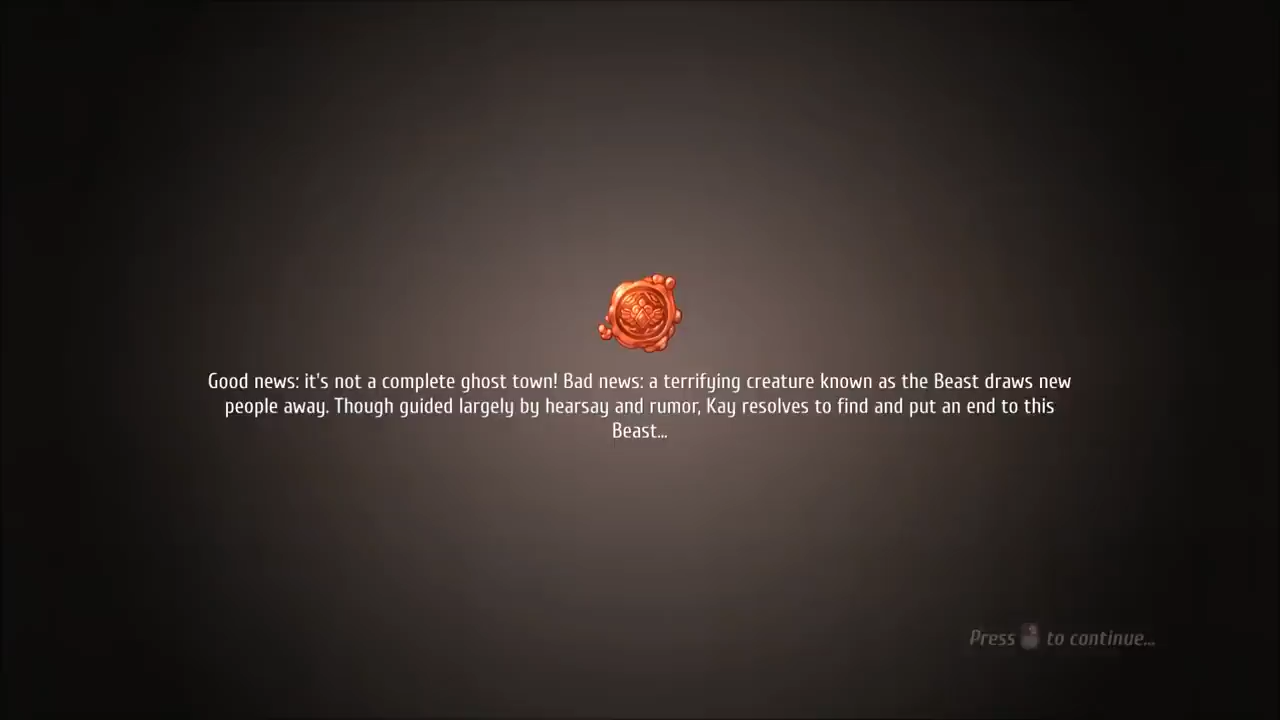 Good news: it's not a complete ghost town! Bad news: a terrifying creature known as the Beast draws new
people away. Though guided largely by hearsay and rumor, Kay resolves to find and put an end to this
Beast...
Press to continue...